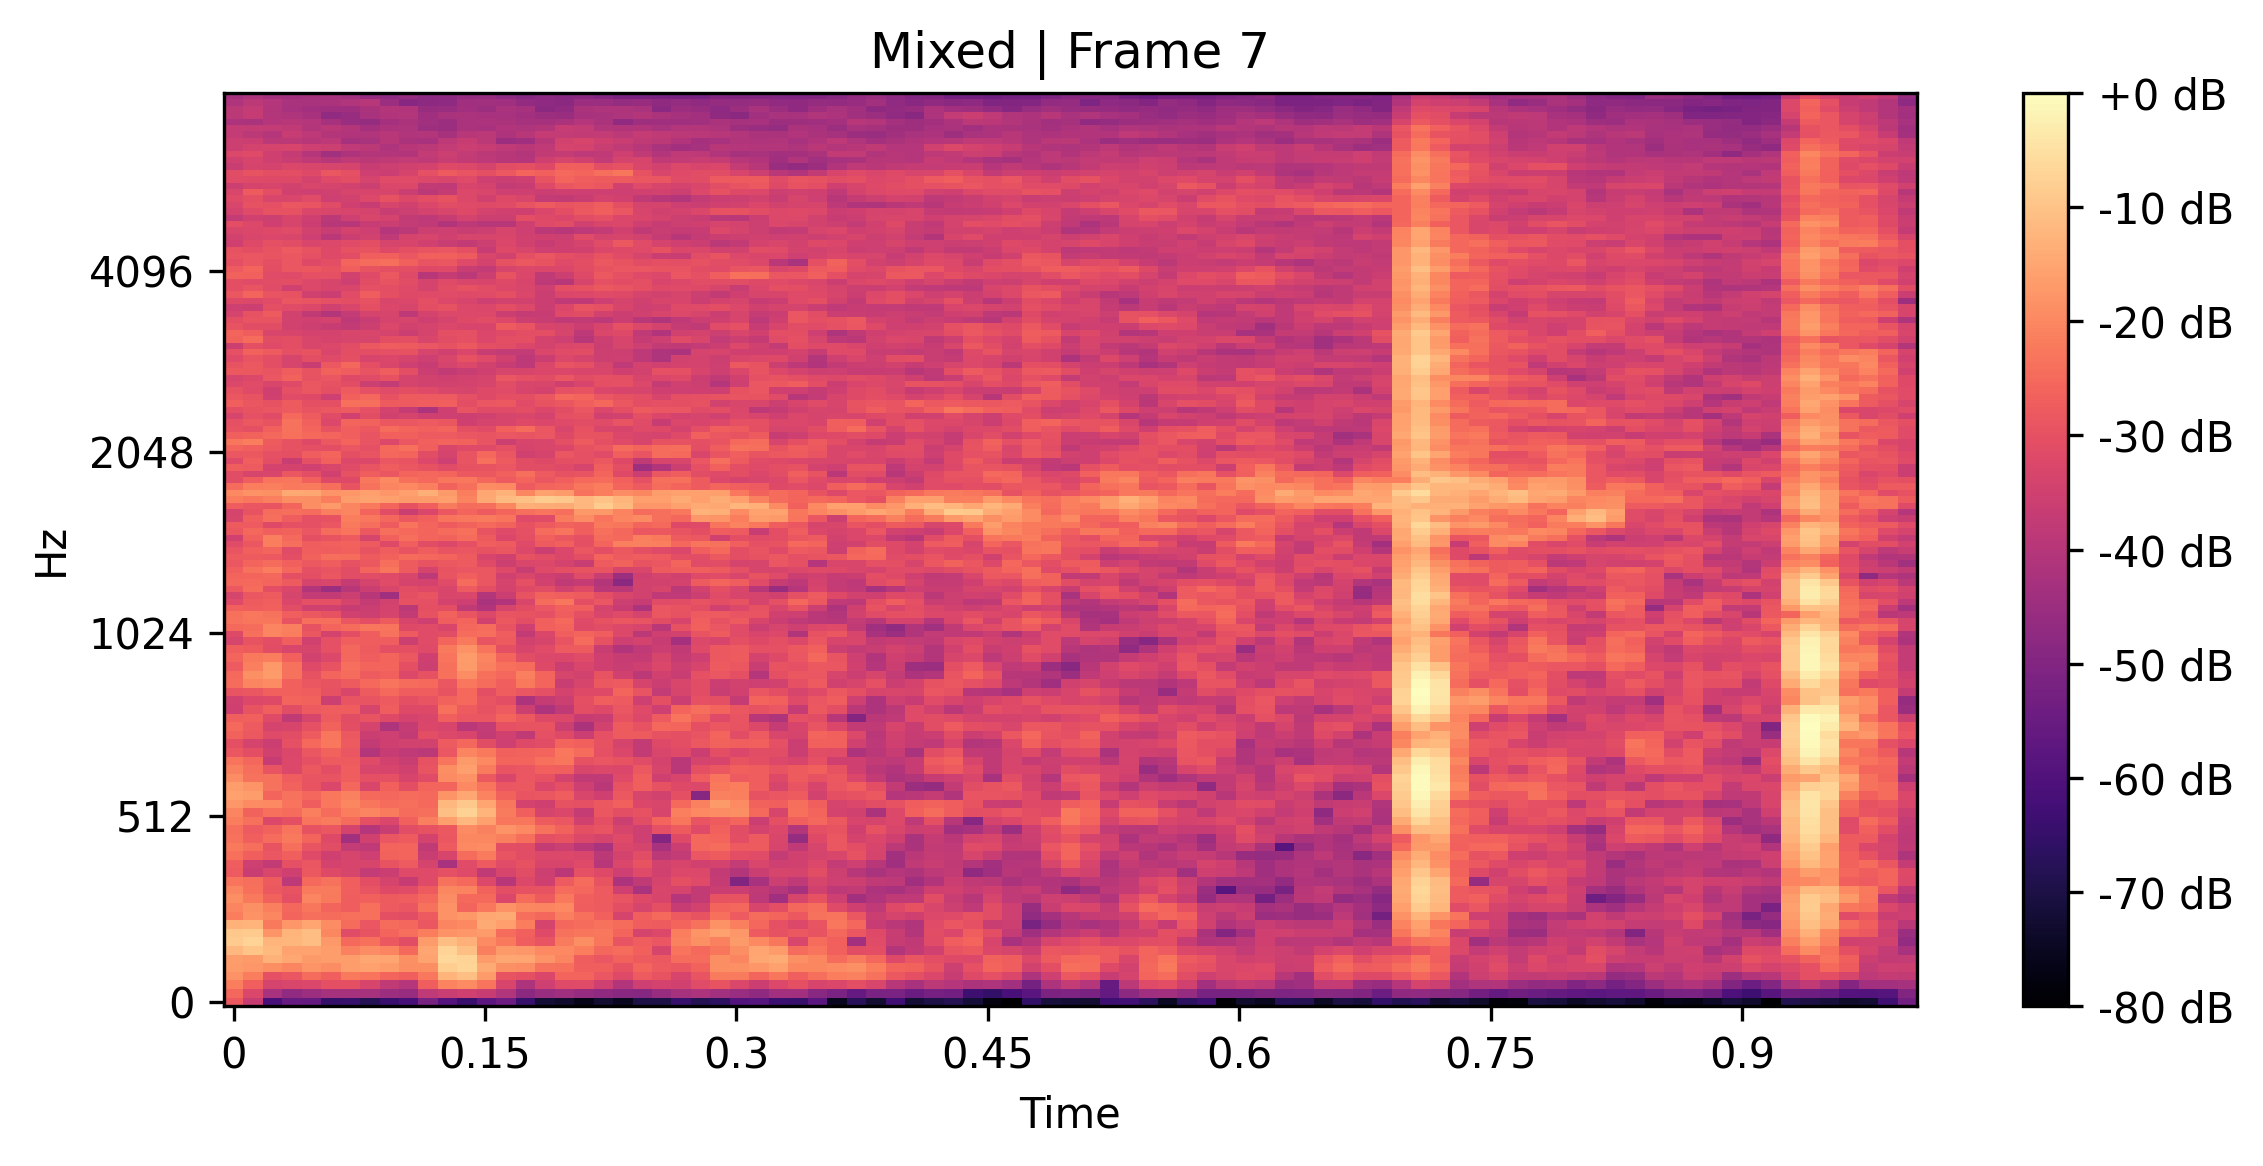 Mixed | Frame 7
Hz
4096
2048
1024
512
0
0 0.15 0.3 0.45 0.6 0.75 0.9
Time
+0 dB
-10 dB
-20 dB
-30 dB
-40 dB
-50 dB
-60 dB
-70 dB
-80 dB